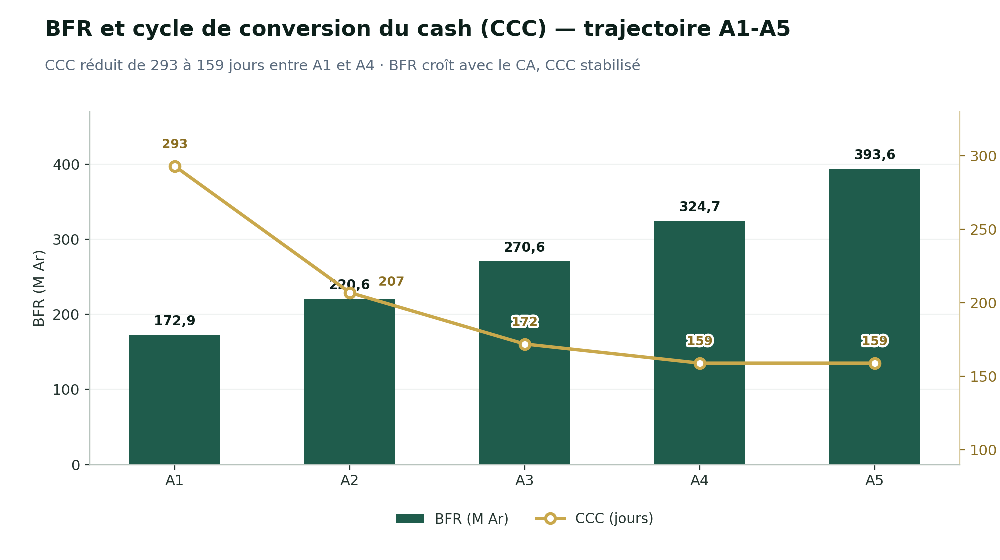 BFR et cycle de conversion du cash (CCC) — trajectoire A1-A5
CCC réduit de 293 à 159 jours entre A1 et A4 · BFR croît avec le CA, CCC stabilisé
BFR (M Ar)
400
300
200
100
0
293
172,9
220,6
207
270,6
172
324,7
159
393,6
159
300
250
200
150
100
A1
A2
A3
A4
A5
BFR (M Ar)
CCC (jours)